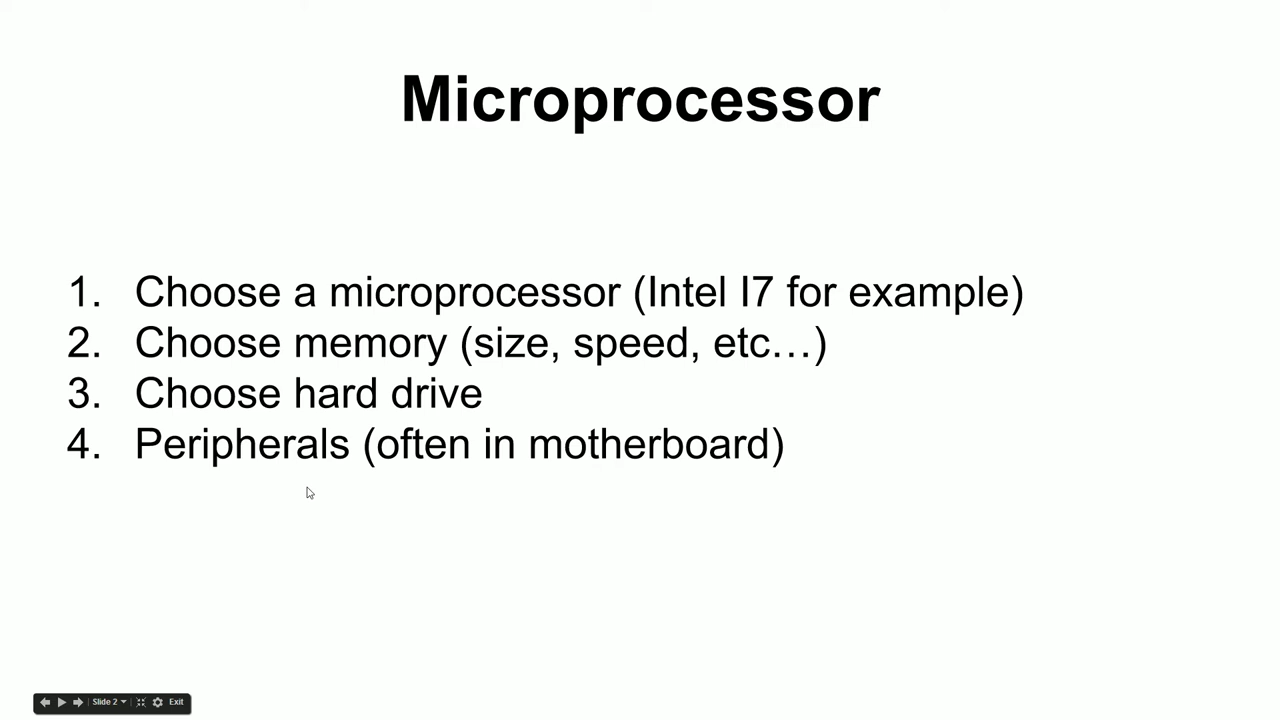 Microprocessor
1. Choose a microprocessor (Intel I7 for example)
2. Choose memory (size, speed, etc…)
3. Choose hard drive
4. Peripherals (often in motherboard)
Slide 2 Exit